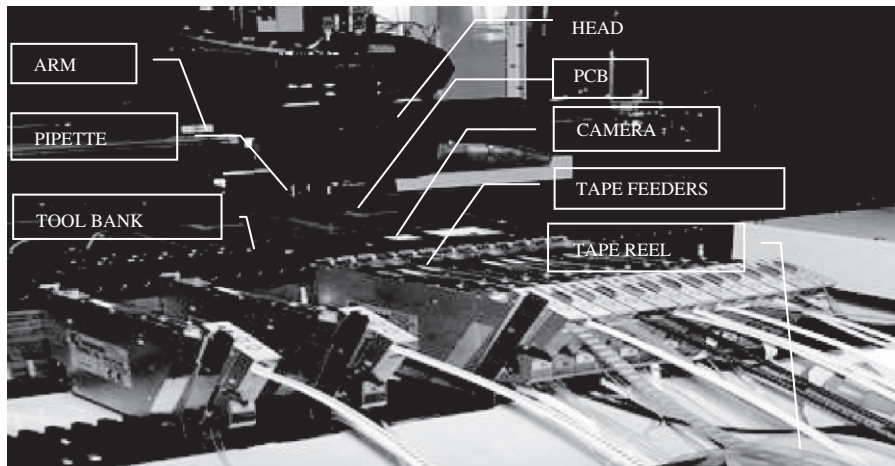 HEAD
ARM
PCB
PIPETTE
CAMERA
TOOL BANK
TAPE FEEDERS
TAPE REEL